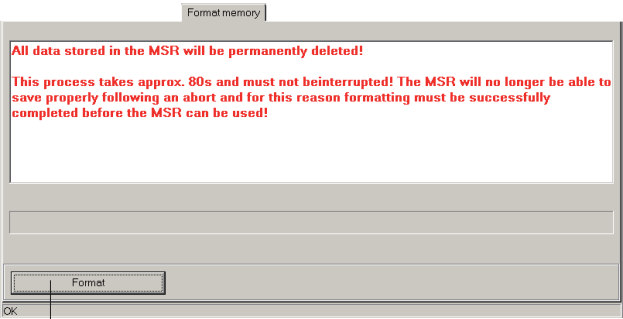 Format memory
All data stored in the MSR will be permanently deleted!
This process takes approx. 80s and must not beinterrupted! The MSR will no longer be able to
save properly following an abort and for this reason formatting must be successfully
completed before the MSR can be used!
Format
OK